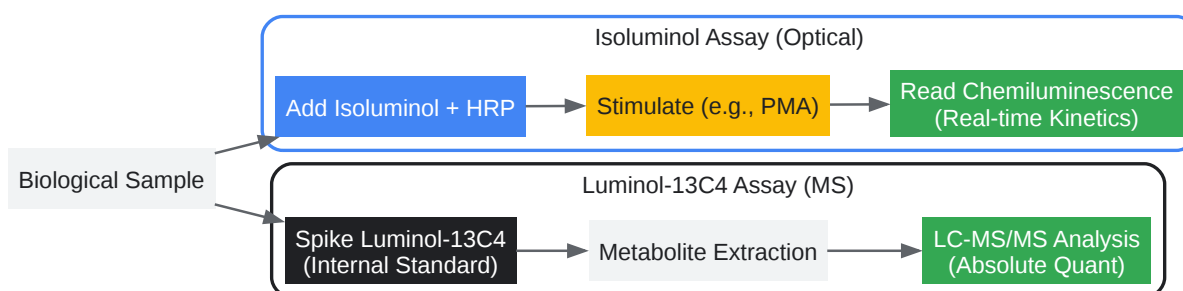 Isoluminol Assay (Optical)
Add Isoluminol + HRP
Stimulate (e.g., PMA)
Read Chemiluminescence
(Real-time Kinetics)
Biological Sample
Luminol-13C4 Assay (MS)
Spike Luminol-13C4
(Internal Standard)
Metabolite Extraction
LC-MS/MS Analysis
(Absolute Quant)